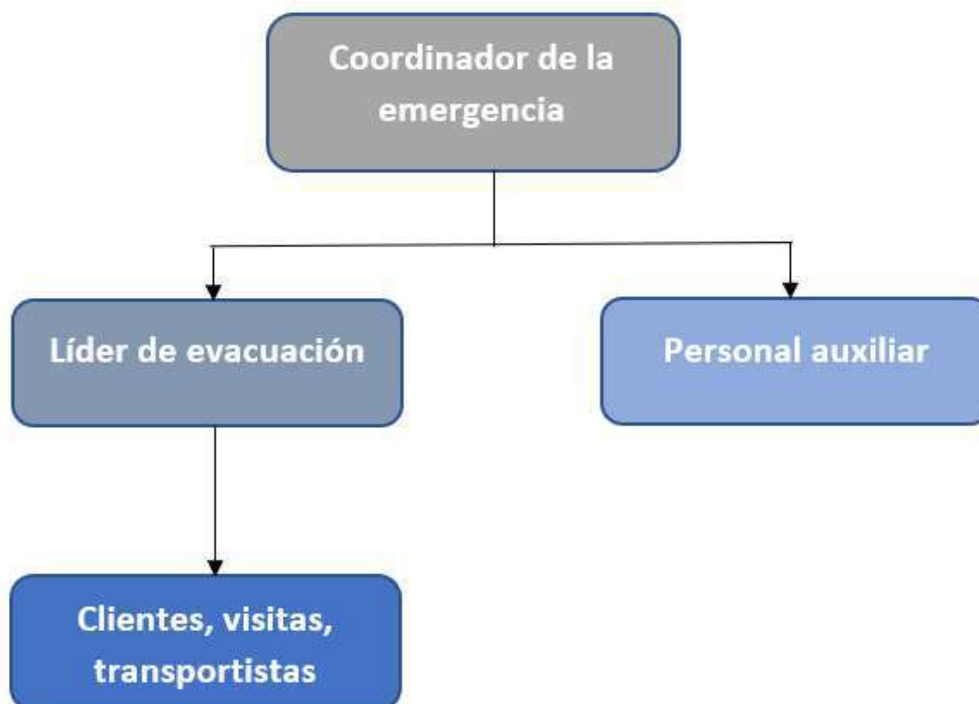 Coordinador de la
emergencia
Líder de evacuación
Personal auxiliar
Clientes, visitas,
transportistas